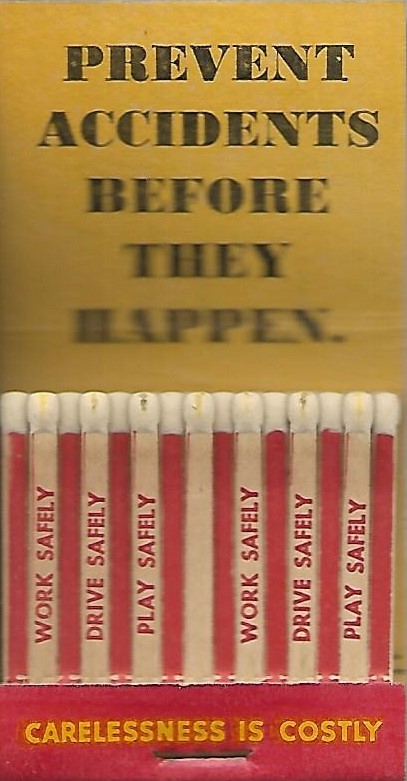 PREVENT
ACCIDENTS
BEFORE
THEY
HAPPEN.
WORK SAFELY
DRIVE SAFELY
PLAY SAFELY
WORK SAFELY
DRIVE SAFELY
PLAY SAFELY
CARELESSNESS IS COSTLY